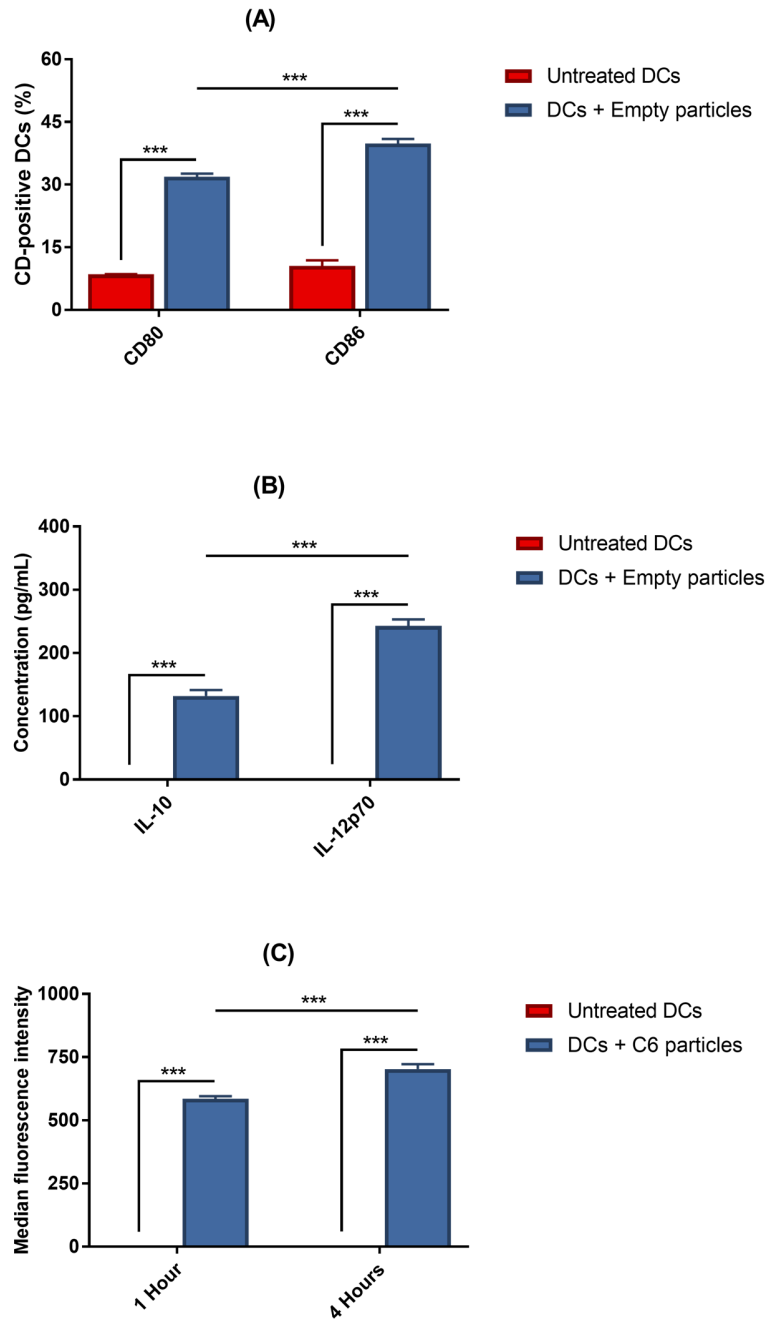 (A)
CD-positive DCs (%)
60
45
30
15
0
***
***
***
CD80
CD86
Untreated DCs
DCs + Empty particles
(B)
Concentration (pg/mL)
400
300
200
100
0
***
***
***
IL-10
IL-12p70
Untreated DCs
DCs + Empty particles
(C)
Median fluorescence intensity
1000
750
500
250
0
***
***
***
1 Hour
4 Hours
Untreated DCs
DCs + C6 particles